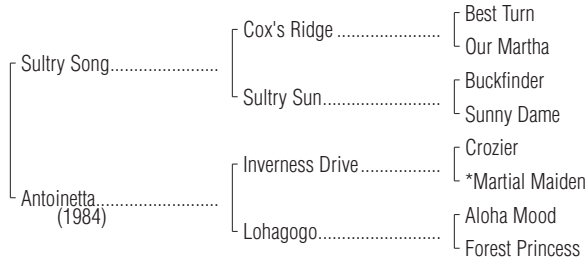 Best Turn
Cox's Ridge
Our Martha
Sultry Song
Buckfinder
Sultry Sun
Sunny Dame
Crozier
Inverness Drive
*Martial Maiden
Antoinetta
(1984)
Aloha Mood
Lohagogo
Forest Princess